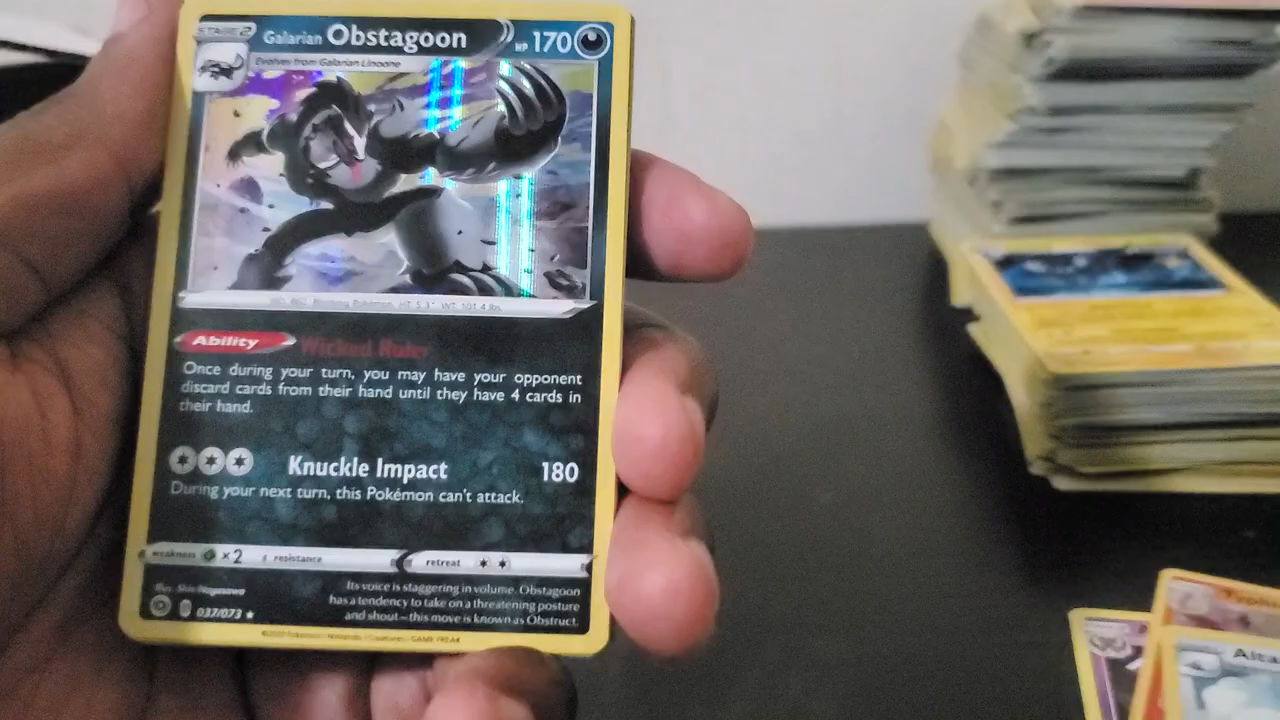 STAGE 2
Galarian Obstagoon HP 170
Evolves from Galarian Linoone
NO. 862 Blocking Pokémon HT. 5'3" WT. 101.4 lbs.
Ability Wicked Ruler
Once during your turn, you may have your opponent
discard cards from their hand until they have 4 cards in
their hand.
Knuckle Impact 180
During your next turn, this Pokémon can't attack.
weakness ×2 resistance retreat
Illus. Shin Nagasawa
Its voice is staggering in volume. Obstagoon
has a tendency to take on a threatening posture
and shout—this move is known as Obstruct.
037/073
©2020 Pokémon / Nintendo / Creatures / GAME FREAK
Alta